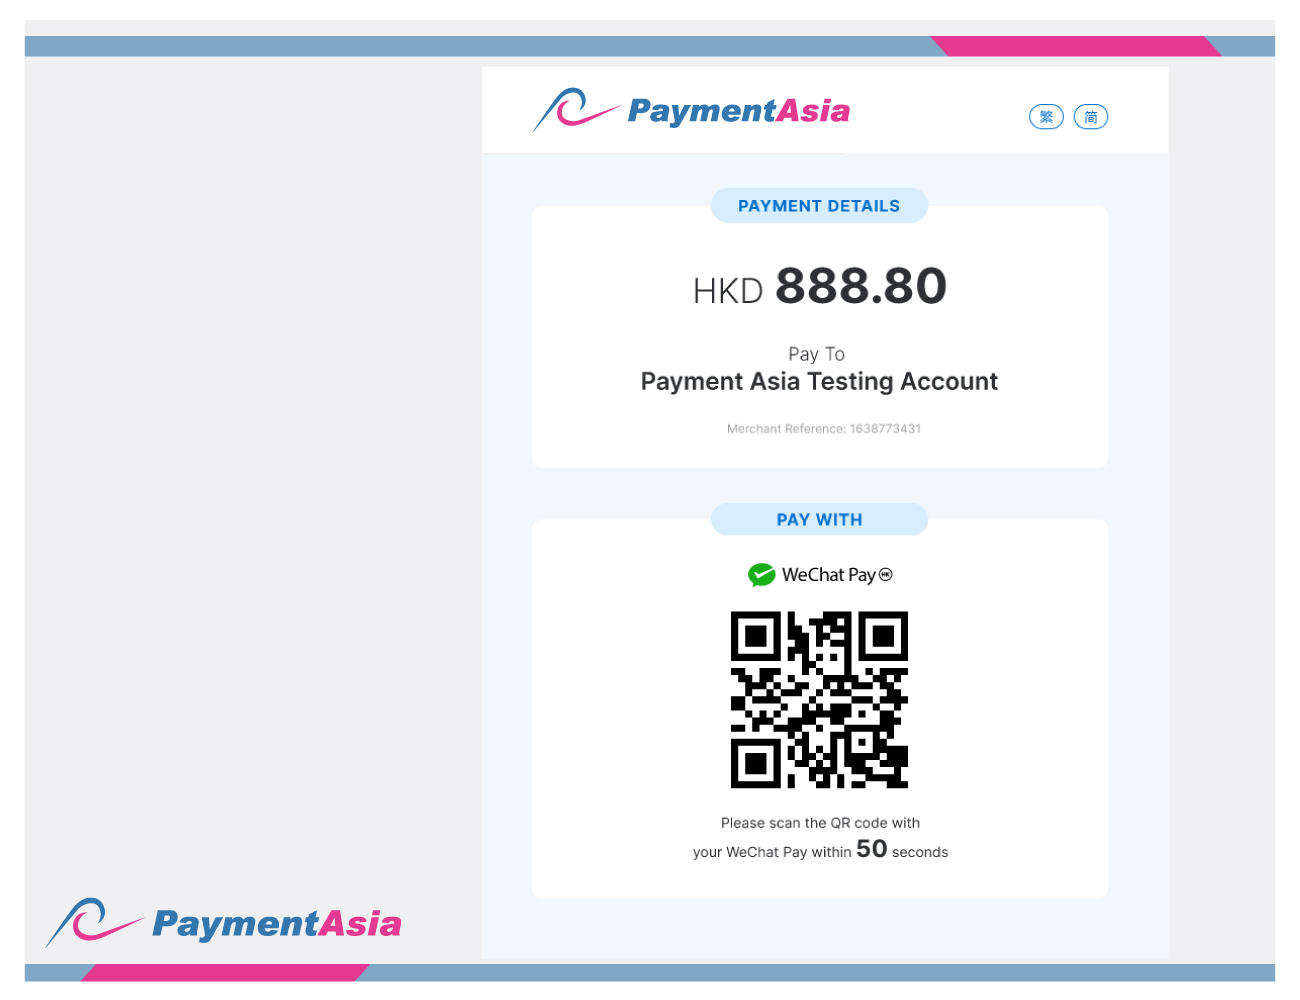 PaymentAsia
繁 简
PAYMENT DETAILS
HKD 888.80
Pay To
Payment Asia Testing Account
Merchant Reference: 1638773431
PAY WITH
WeChat Pay HK
Please scan the QR code with
your WeChat Pay within 50 seconds
PaymentAsia